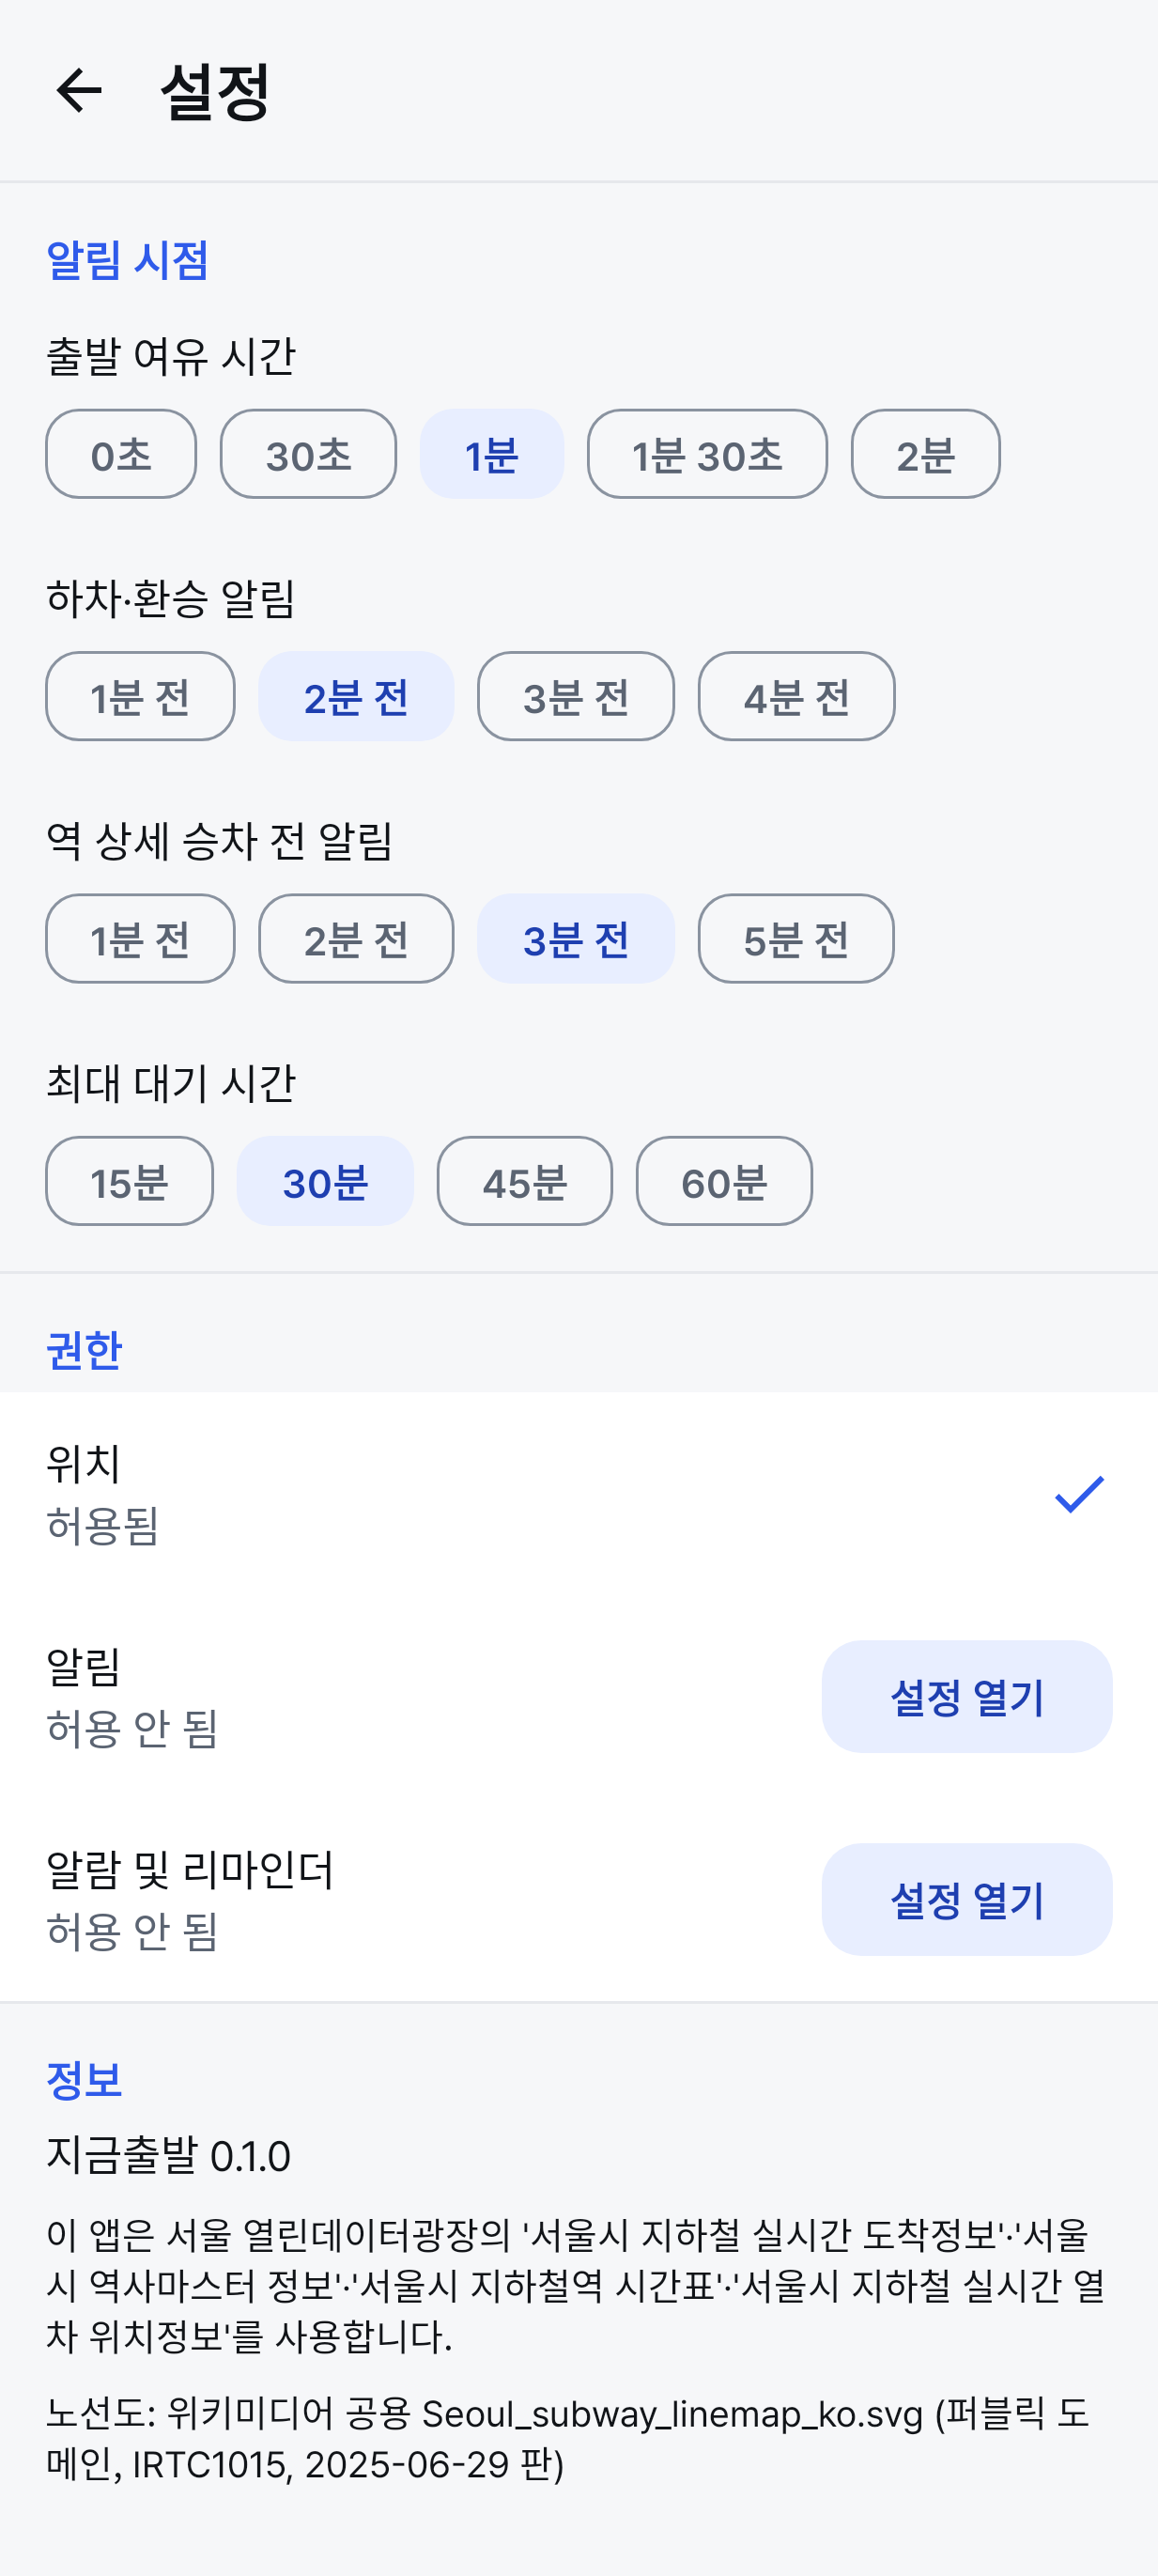 설정
알림 시점
출발 여유 시간
0초 30초 1분 1분 30초 2분
하차·환승 알림
1분 전 2분 전 3분 전 4분 전
역 상세 승차 전 알림
1분 전 2분 전 3분 전 5분 전
최대 대기 시간
15분 30분 45분 60분
권한
위치
허용됨
알림
허용 안 됨
설정 열기
알람 및 리마인더
허용 안 됨
설정 열기
정보
지금출발 0.1.0
이 앱은 서울 열린데이터광장의 '서울시 지하철 실시간 도착정보'·'서울
시 역사마스터 정보'·'서울시 지하철역 시간표'·'서울시 지하철 실시간 열
차 위치정보'를 사용합니다.
노선도: 위키미디어 공용 Seoul_subway_linemap_ko.svg (퍼블릭 도
메인, IRTC1015, 2025-06-29 판)